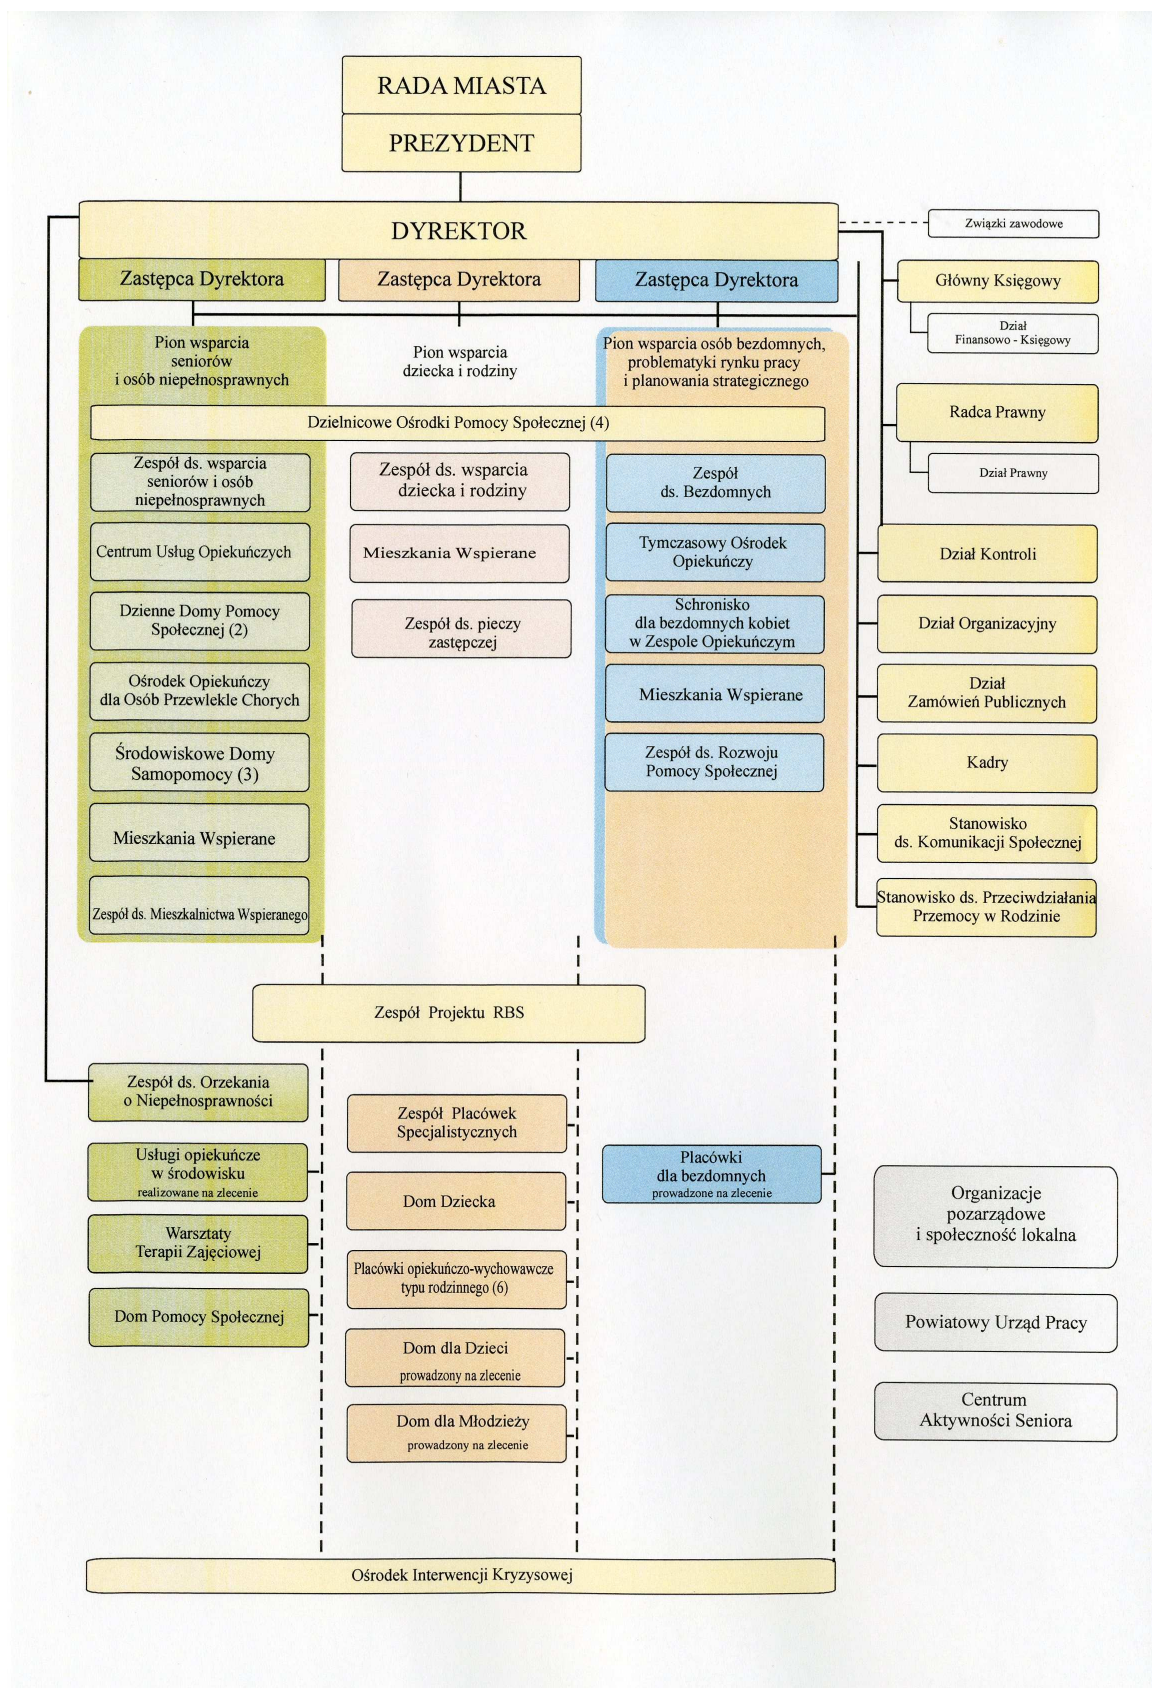 RADA MIASTA
PREZYDENT
DYREKTOR
Związki zawodowe
Zastępca Dyrektora
Zastępca Dyrektora
Zastępca Dyrektora
Główny Księgowy
Dział
Finansowo - Księgowy
Radca Prawny
Dział Prawny
Pion wsparcia
seniorów
i osób niepełnosprawnych
Pion wsparcia
dziecka i rodziny
Pion wsparcia osób bezdomnych,
problematyki rynku pracy
i planowania strategicznego
Dzielnicowe Ośrodki Pomocy Społecznej (4)
Zespół ds. wsparcia
seniorów i osób
niepełnosprawnych
Centrum Usług Opiekuńczych
Dzienne Domy Pomocy
Społecznej (2)
Ośrodek Opiekuńczy
dla Osób Przewlekle Chorych
Środowiskowe Domy
Samopomocy (3)
Mieszkania Wspierane
Zespół ds. Mieszkalnictwa Wspieranego
Zespół ds. wsparcia
dziecka i rodziny
Mieszkania Wspierane
Zespół ds. pieczy
zastępczej
Zespół
ds. Bezdomnych
Tymczasowy Ośrodek
Opiekuńczy
Schronisko
dla bezdomnych kobiet
w Zespole Opiekuńczym
Mieszkania Wspierane
Zespół ds. Rozwoju
Pomocy Społecznej
Dział Kontroli
Dział Organizacyjny
Dział
Zamówień Publicznych
Kadry
Stanowisko
ds. Komunikacji Społecznej
Stanowisko ds. Przeciwdziałania
Przemocy w Rodzinie
Zespół Projektu RBS
Zespół ds. Orzekania
o Niepełnosprawności
Usługi opiekuńcze
w środowisku
realizowane na zlecenie
Warsztaty
Terapii Zajęciowej
Dom Pomocy Społecznej
Zespół Placówek
Specjalistycznych
Dom Dziecka
Placówki opiekuńczo-wychowawcze
typu rodzinnego (6)
Dom dla Dzieci
prowadzony na zlecenie
Dom dla Młodzieży
prowadzony na zlecenie
Placówki
dla bezdomnych
prowadzone na zlecenie
Organizacje
pozarządowe
i społeczność lokalna
Powiatowy Urząd Pracy
Centrum
Aktywności Seniora
Ośrodek Interwencji Kryzysowej